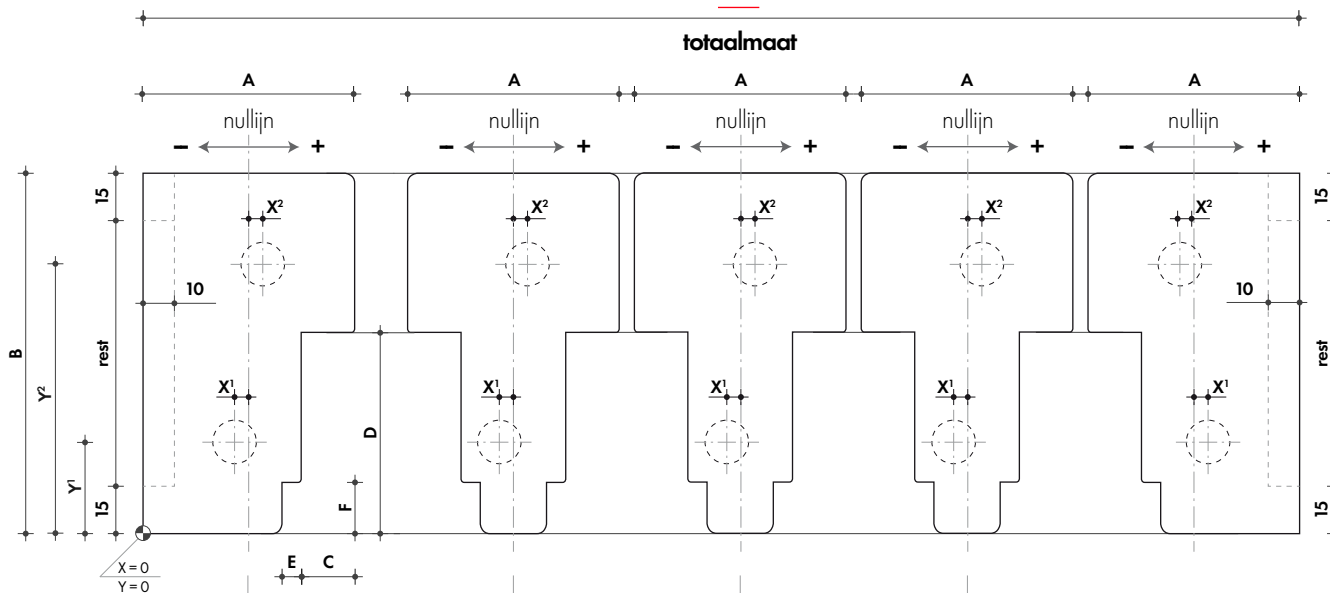 totaalmaat
A A A A A
nullijn nullijn nullijn nullijn nullijn
– + – + – + – + – +
15 15
X² X² X² X² X²
10 10
B Y² rest rest
X¹ X¹ X¹ X¹ X¹
D
Y¹ 15 F 15
E C
X = 0
Y = 0